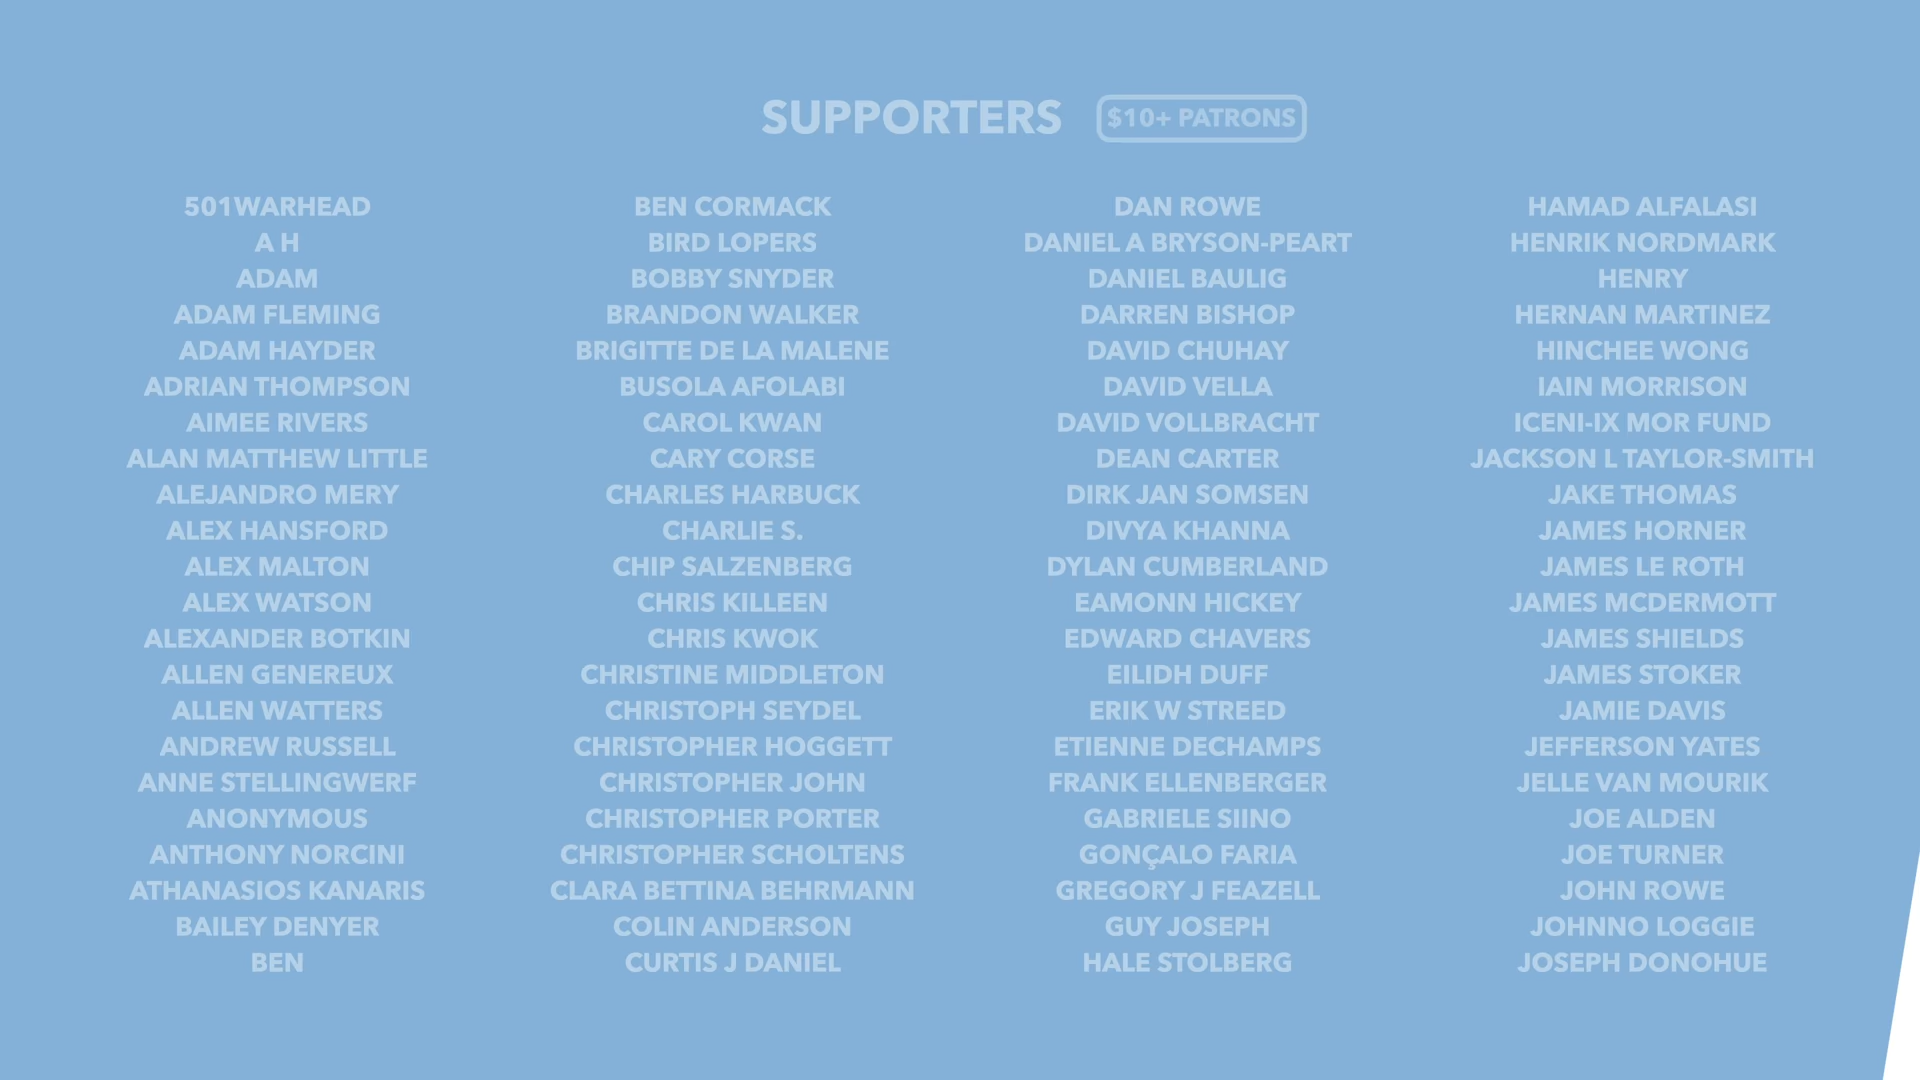 SUPPORTERS $10+ PATRONS
501WARHEAD
A H
ADAM
ADAM FLEMING
ADAM HAYDER
ADRIAN THOMPSON
AIMEE RIVERS
ALAN MATTHEW LITTLE
ALEJANDRO MERY
ALEX HANSFORD
ALEX MALTON
ALEX WATSON
ALEXANDER BOTKIN
ALLEN GENEREUX
ALLEN WATTERS
ANDREW RUSSELL
ANNE STELLINGWERF
ANONYMOUS
ANTHONY NORCINI
ATHANASIOS KANARIS
BAILEY DENYER
BEN
BEN CORMACK
BIRD LOPERS
BOBBY SNYDER
BRANDON WALKER
BRIGITTE DE LA MALENE
BUSOLA AFOLABI
CAROL KWAN
CARY CORSE
CHARLES HARBUCK
CHARLIE S.
CHIP SALZENBERG
CHRIS KILLEEN
CHRIS KWOK
CHRISTINE MIDDLETON
CHRISTOPH SEYDEL
CHRISTOPHER HOGGETT
CHRISTOPHER JOHN
CHRISTOPHER PORTER
CHRISTOPHER SCHOLTENS
CLARA BETTINA BEHRMANN
COLIN ANDERSON
CURTIS J DANIEL
DAN ROWE
DANIEL A BRYSON-PEART
DANIEL BAULIG
DARREN BISHOP
DAVID CHUHAY
DAVID VELLA
DAVID VOLLBRACHT
DEAN CARTER
DIRK JAN SOMSEN
DIVYA KHANNA
DYLAN CUMBERLAND
EAMONN HICKEY
EDWARD CHAVERS
EILIDH DUFF
ERIK W STREED
ETIENNE DECHAMPS
FRANK ELLENBERGER
GABRIELE SIINO
GONÇALO FARIA
GREGORY J FEAZELL
GUY JOSEPH
HALE STOLBERG
HAMAD ALFALASI
HENRIK NORDMARK
HENRY
HERNAN MARTINEZ
HINCHEE WONG
IAIN MORRISON
ICENI-IX MOR FUND
JACKSON L TAYLOR-SMITH
JAKE THOMAS
JAMES HORNER
JAMES LE ROTH
JAMES MCDERMOTT
JAMES SHIELDS
JAMES STOKER
JAMIE DAVIS
JEFFERSON YATES
JELLE VAN MOURIK
JOE ALDEN
JOE TURNER
JOHN ROWE
JOHNNO LOGGIE
JOSEPH DONOHUE